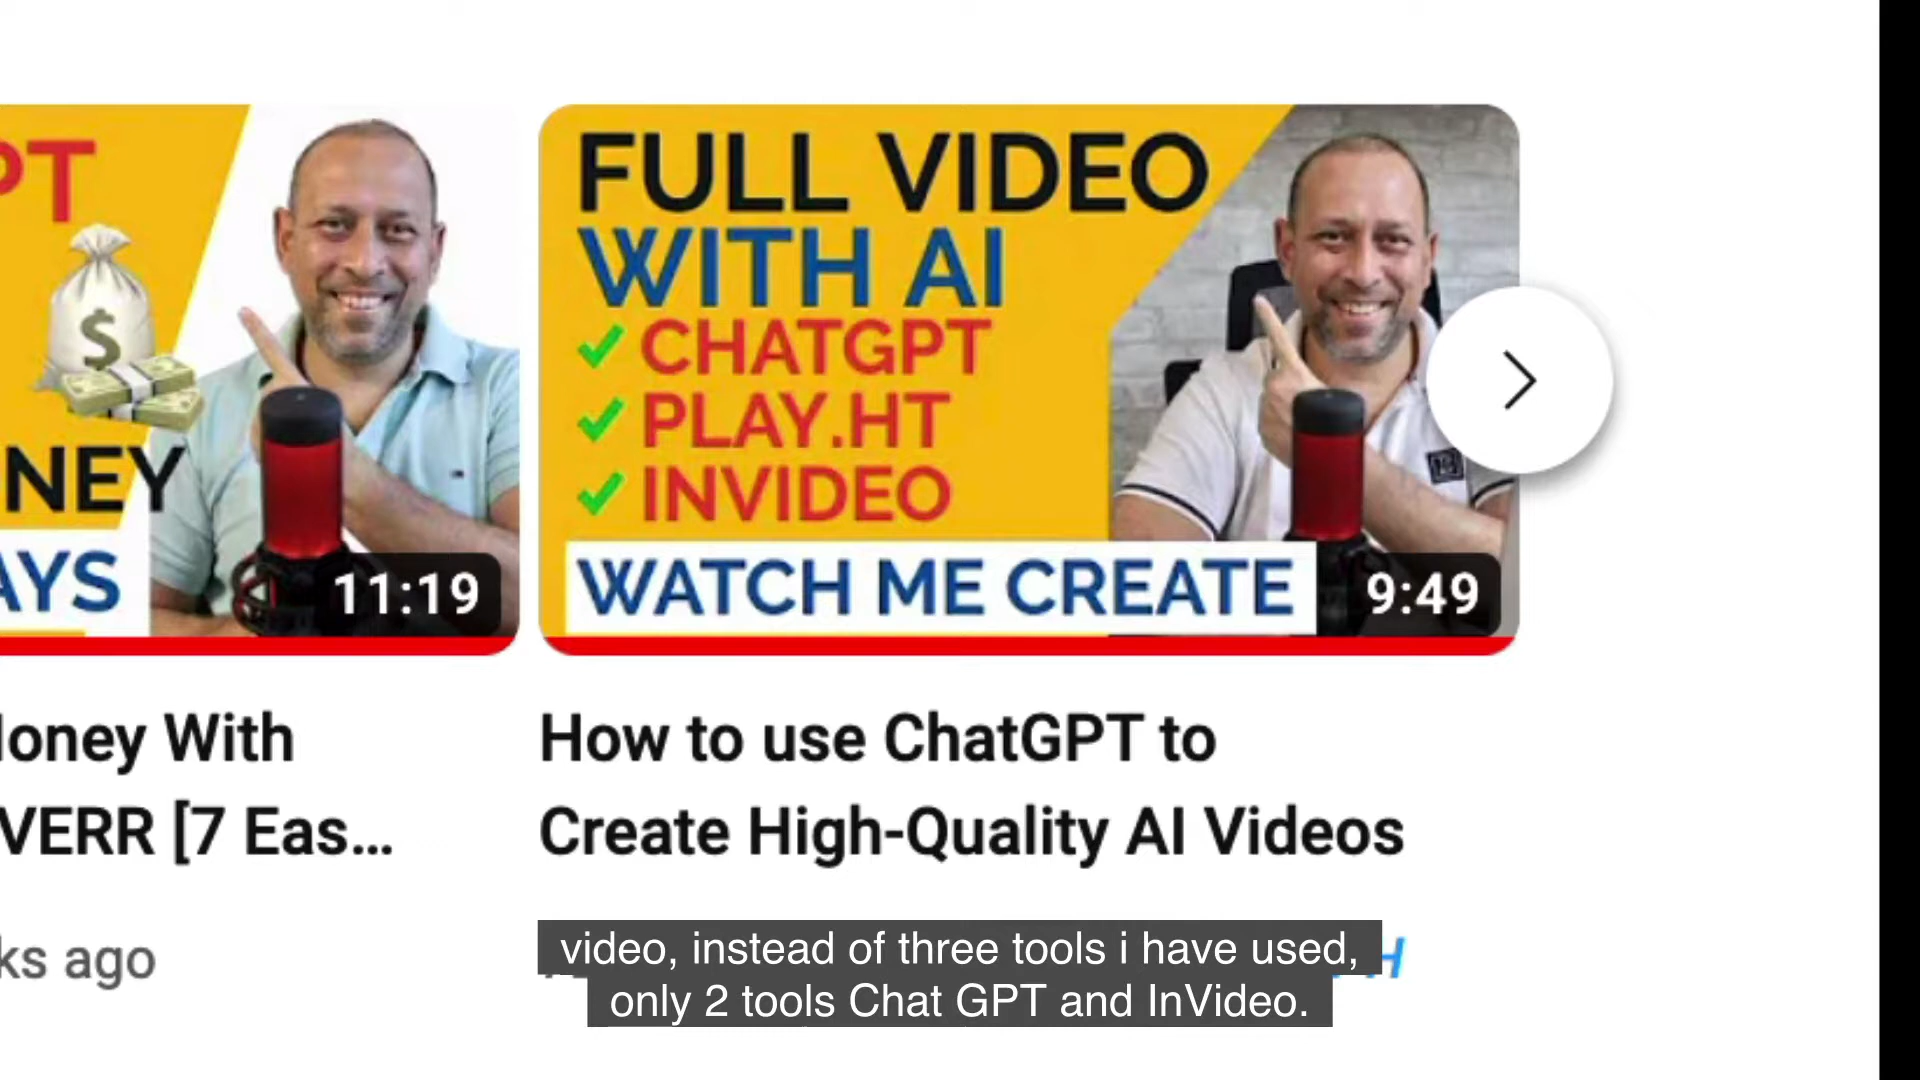 PT
$
NEY
AYS
11:19
oney With
VERR [7 Eas...
ks ago
FULL VIDEO
WITH AI
CHATGPT
PLAY.HT
INVIDEO
WATCH ME CREATE
9:49
How to use ChatGPT to
Create High-Quality AI Videos
H
video, instead of three tools i have used,
only 2 tools Chat GPT and InVideo.